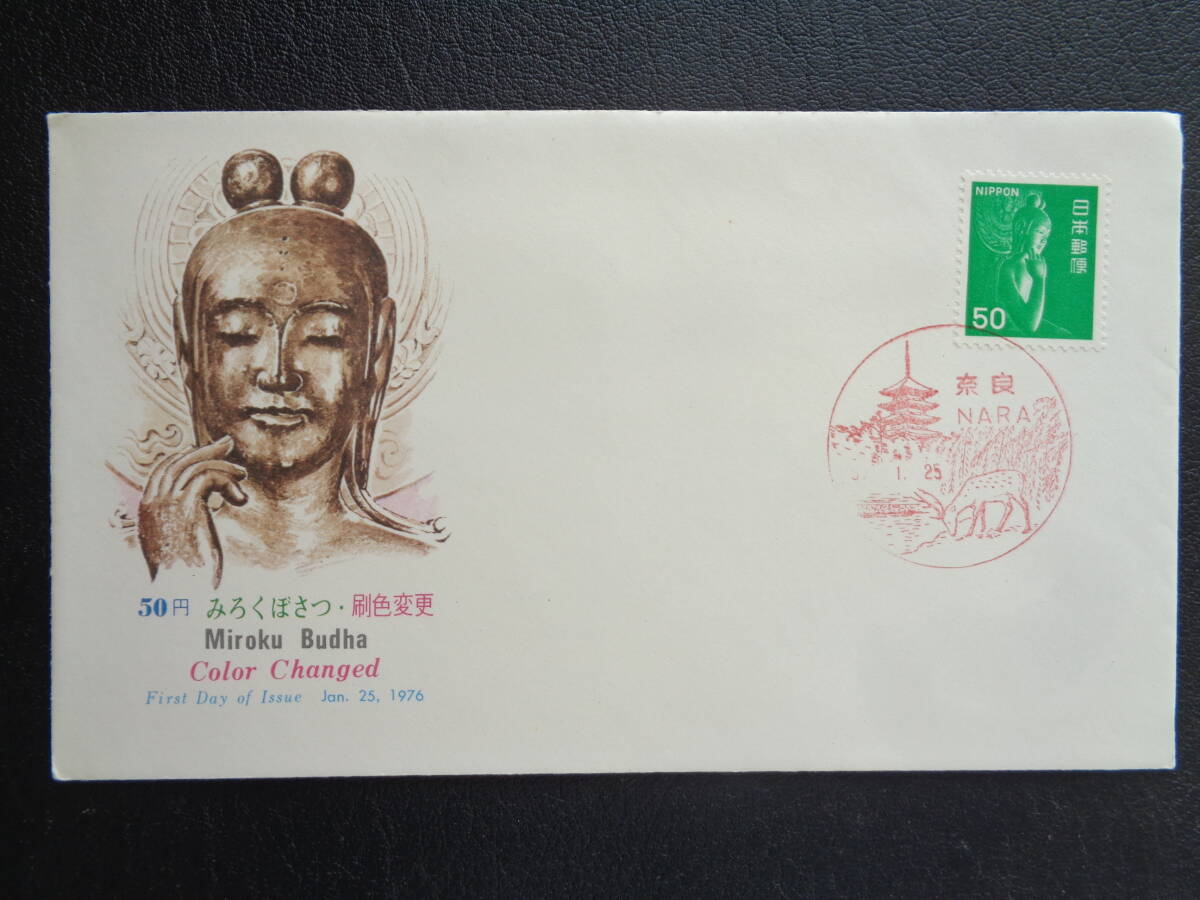 50円 みろくぼさつ・刷色変更
Miroku Budha
Color Changed
First Day of Issue Jan. 25, 1976
NIPPON
日本郵便
50
奈良
NARA
1. 25